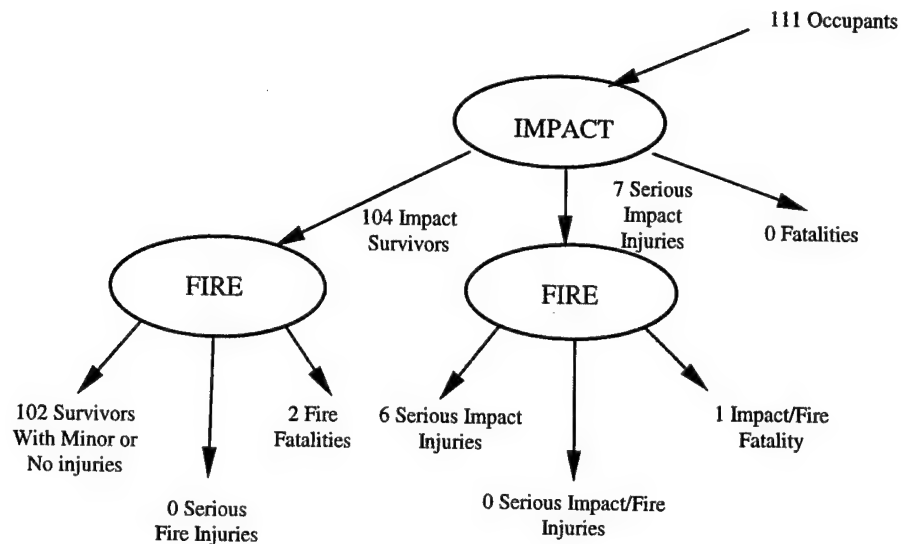 111 Occupants
IMPACT
104 Impact
Survivors
7 Serious
Impact
Injuries
0 Fatalities
FIRE
FIRE
102 Survivors
With Minor or
No injuries
0 Serious
Fire Injuries
2 Fire
Fatalities
6 Serious Impact
Injuries
0 Serious Impact/Fire
Injuries
1 Impact/Fire
Fatality